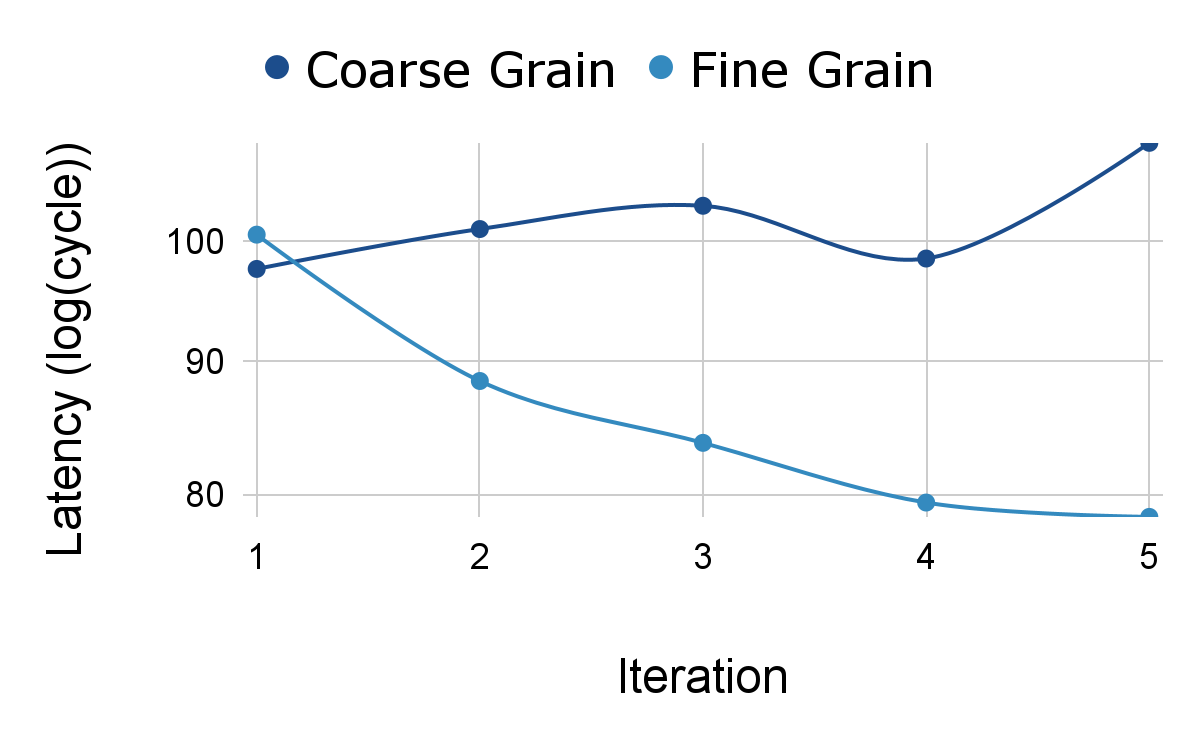 Coarse Grain Fine Grain
Latency (log(cycle))
100
90
80
1 2 3 4 5
Iteration